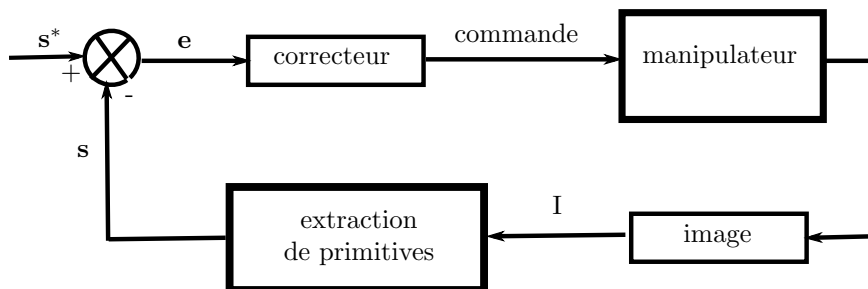 s*
+
-
e
correcteur
commande
manipulateur
s
extraction
de primitives
I
image